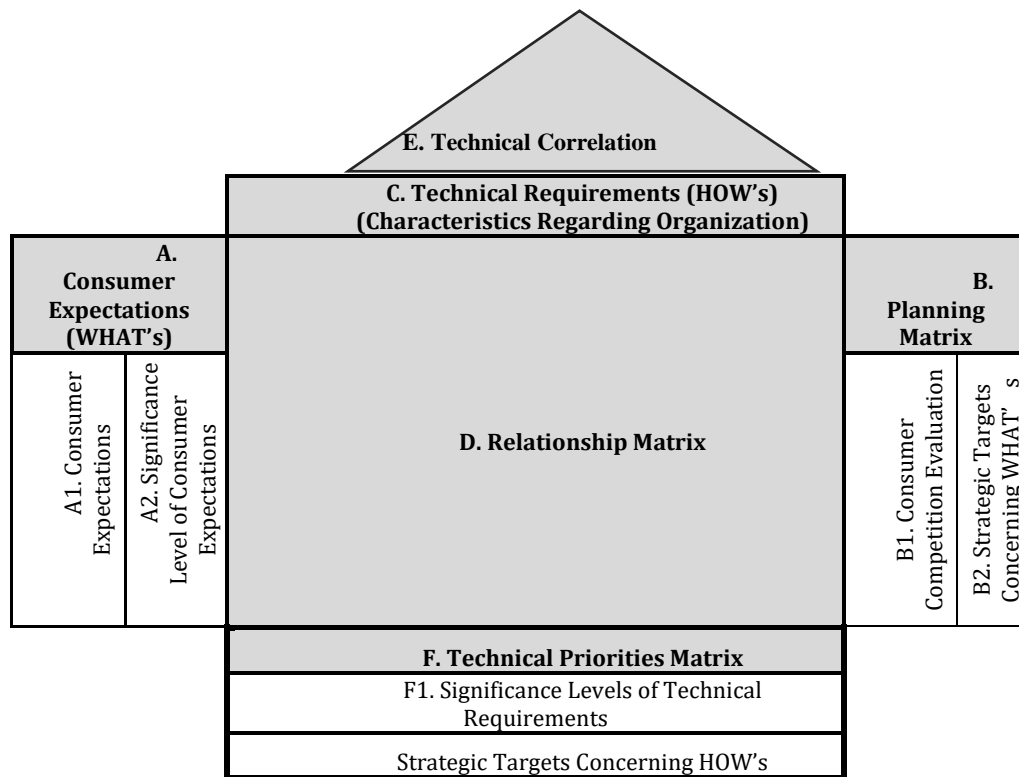 E. Technical Correlation
C. Technical Requirements (HOW's)
(Characteristics Regarding Organization)
A.
Consumer
Expectations
(WHAT's)
B.
Planning
Matrix
A1. Consumer
Expectations
A2. Significance
Level of Consumer
Expectations
D. Relationship Matrix
B1. Consumer
Competition Evaluation
B2. Strategic Targets
Concerning WHAT' s
F. Technical Priorities Matrix
F1. Significance Levels of Technical
Requirements
Strategic Targets Concerning HOW's